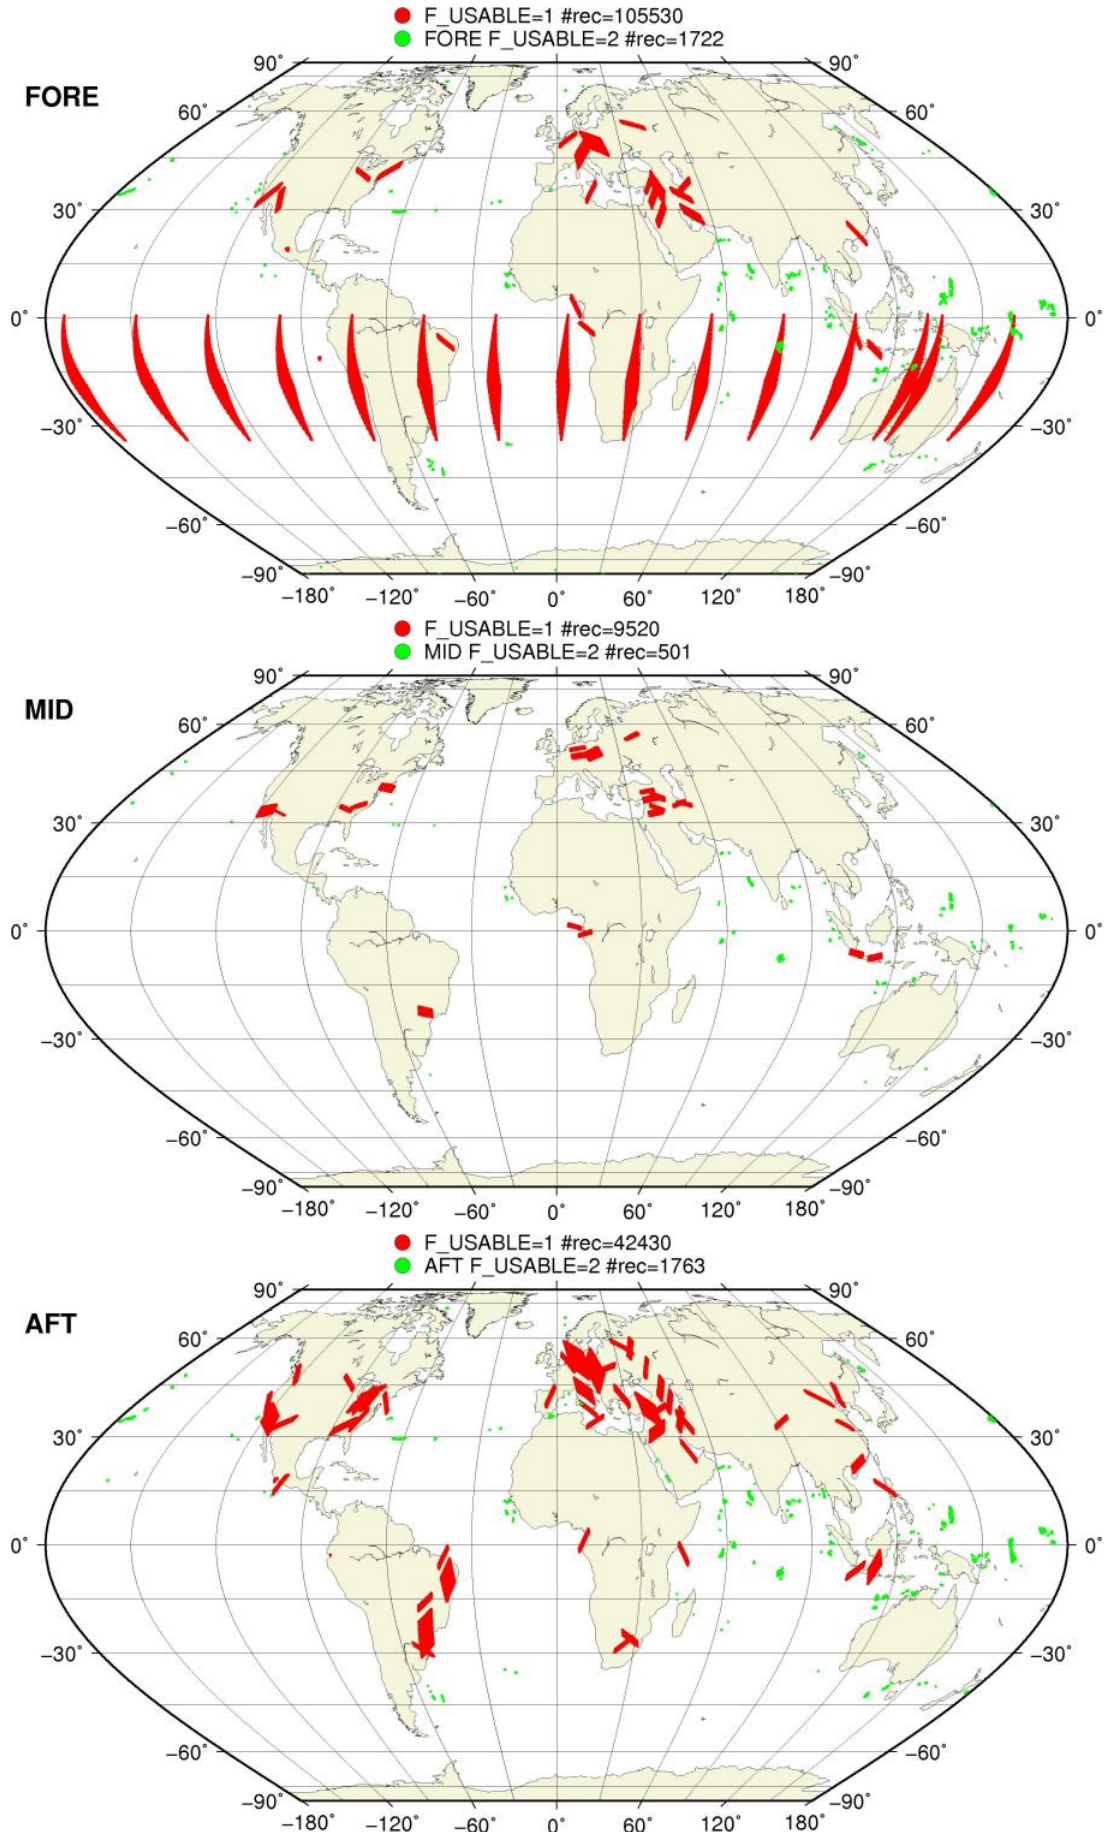 F_USABLE=1 #rec=105530
FORE F_USABLE=2 #rec=1722
FORE
90˚ 90˚
60˚ 60˚
30˚ 30˚
0˚ 0˚
−30˚ −30˚
−60˚ −60˚
−90˚ −90˚
−180˚ −120˚ −60˚ 0˚ 60˚ 120˚ 180˚
F_USABLE=1 #rec=9520
MID F_USABLE=2 #rec=501
MID
90˚ 90˚
60˚ 60˚
30˚ 30˚
0˚ 0˚
−30˚ −30˚
−60˚ −60˚
−90˚ −90˚
−180˚ −120˚ −60˚ 0˚ 60˚ 120˚ 180˚
F_USABLE=1 #rec=42430
AFT F_USABLE=2 #rec=1763
AFT
90˚ 90˚
60˚ 60˚
30˚ 30˚
0˚ 0˚
−30˚ −30˚
−60˚ −60˚
−90˚ −90˚
−180˚ −120˚ −60˚ 0˚ 60˚ 120˚ 180˚